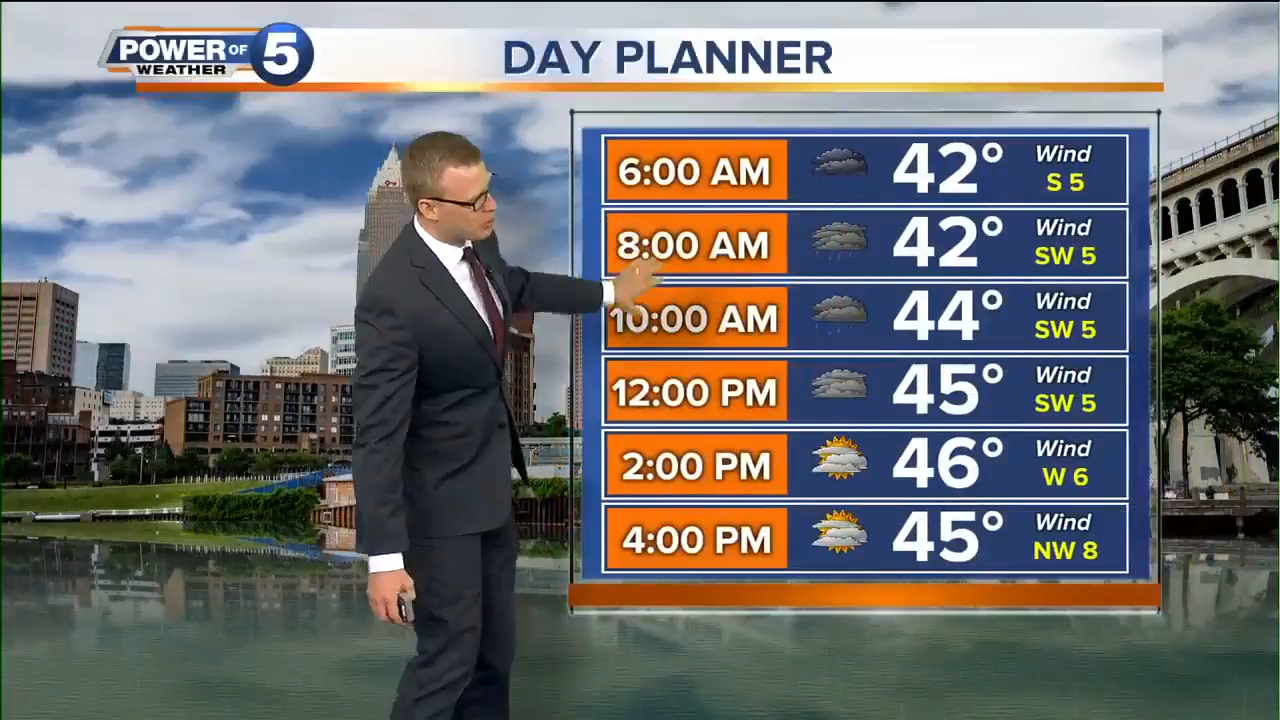 POWER OF 5
WEATHER
DAY PLANNER
6:00 AM 42° Wind
S 5
8:00 AM 42° Wind
SW 5
10:00 AM 44° Wind
SW 5
12:00 PM 45° Wind
SW 5
2:00 PM 46° Wind
W 6
4:00 PM 45° Wind
NW 8